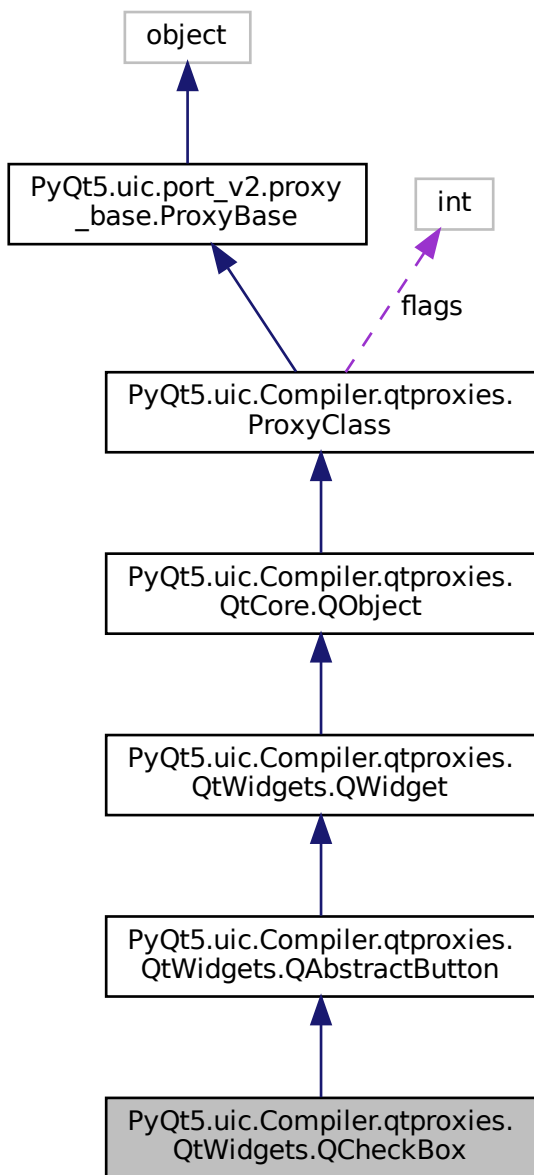 object
PyQt5.uic.port_v2.proxy
_base.ProxyBase
int
flags
PyQt5.uic.Compiler.qtproxies.
ProxyClass
PyQt5.uic.Compiler.qtproxies.
QtCore.QObject
PyQt5.uic.Compiler.qtproxies.
QtWidgets.QWidget
PyQt5.uic.Compiler.qtproxies.
QtWidgets.QAbstractButton
PyQt5.uic.Compiler.qtproxies.
QtWidgets.QCheckBox